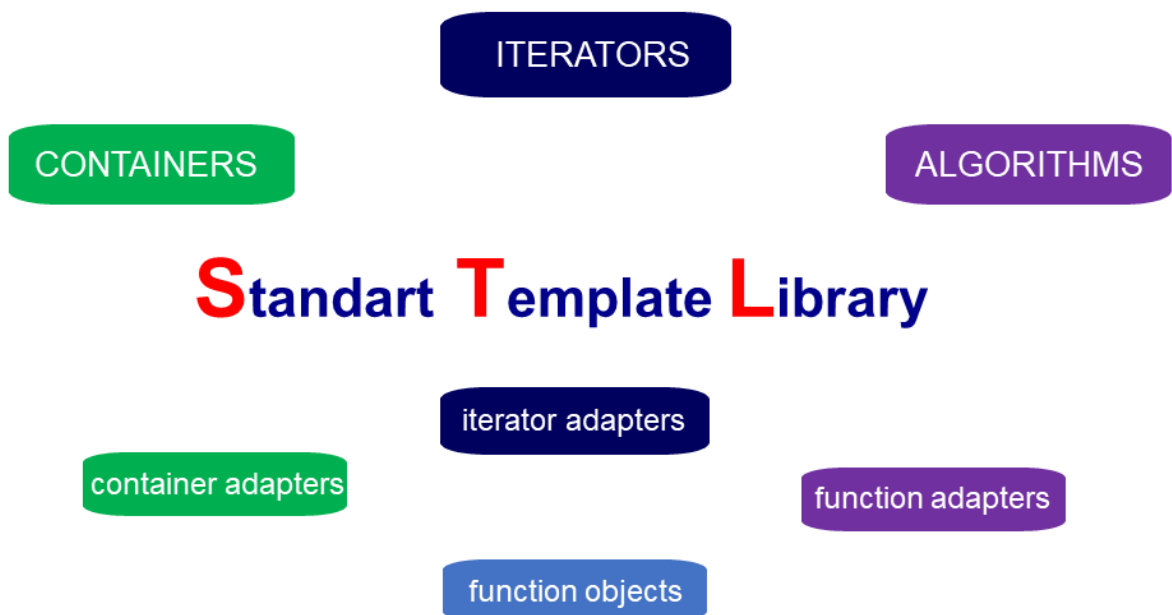 ITERATORS
CONTAINERS
ALGORITHMS
Standart Template Library
iterator adapters
container adapters
function adapters
function objects